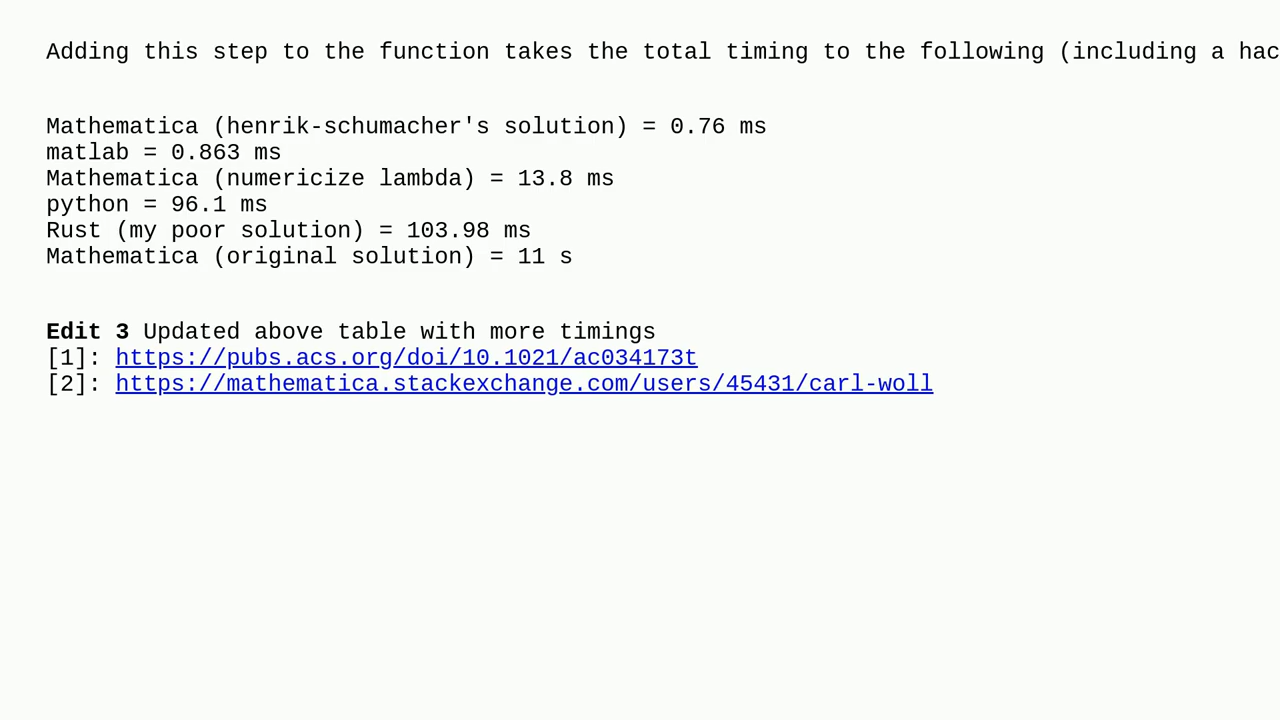 Adding this step to the function takes the total timing to the following (including a
Mathematica (henrik-schumacher's solution) = 0.76 ms
matlab = 0.863 ms
Mathematica (numericize lambda) = 13.8 ms
python = 96.1 ms
Rust (my poor solution) = 103.98 ms
Mathematica (original solution) = 11 s
Edit 3 Updated above table with more timings
[1]: https://pubs.acs.org/doi/10.1021/ac034173t
[2]: https://mathematica.stackexchange.com/users/45431/carl-woll